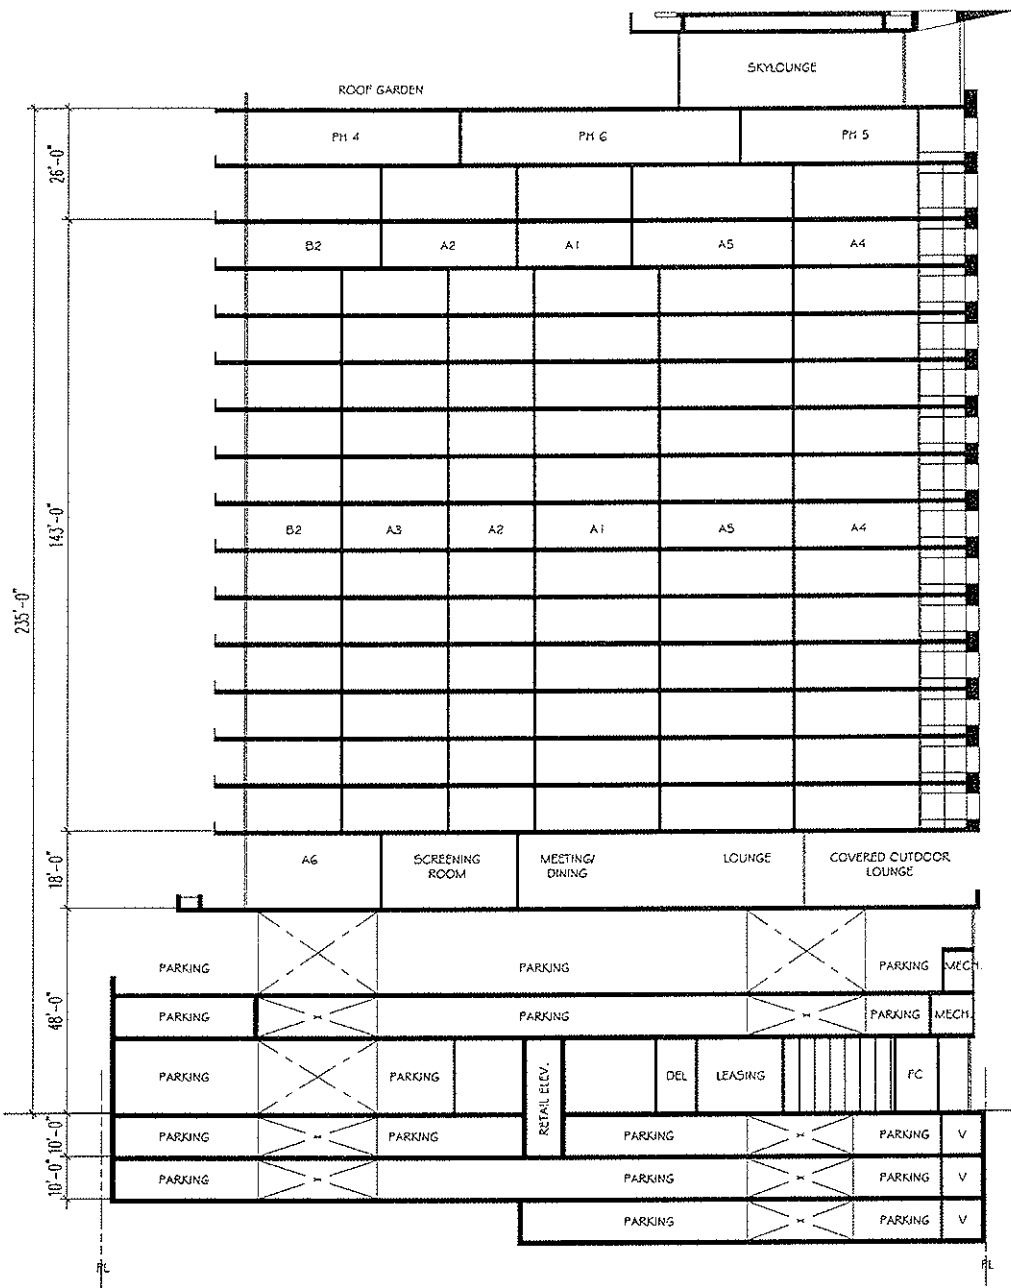 SKYLOUNGE
ROOF GARDEN
PH 4
PH 6
PH 5
26'-0"
B2
A2
A1
A5
A4
143'-0"
B2
A3
A2
A1
A5
A4
235'-0"
18'-0"
A6
SCREENING
ROOM
MEETING/
DINING
LOUNGE
COVERED OUTDOOR
LOUNGE
PARKING
PARKING
PARKING
MECH.
48'-0"
PARKING
PARKING
PARKING
MECH.
PARKING
PARKING
RETAIL ELEV.
DEL
LEASING
FC
10'-0"
PARKING
PARKING
PARKING
PARKING
V
10'-0"
PARKING
PARKING
PARKING
V
PARKING
PARKING
V
PL
PL